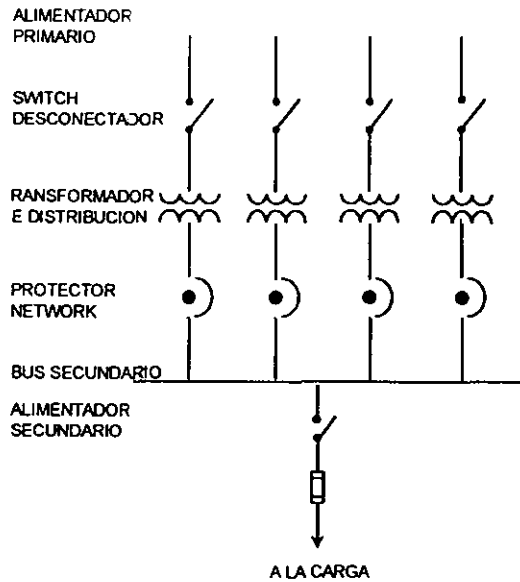 ALIMENTADOR
PRIMARIO
SWITCH
DESCONECTADOR
RANSFORMADOR
E DISTRIBUCION
PROTECTOR
NETWORK
BUS SECUNDARIO
ALIMENTADOR
SECUNDARIO
A LA CARGA